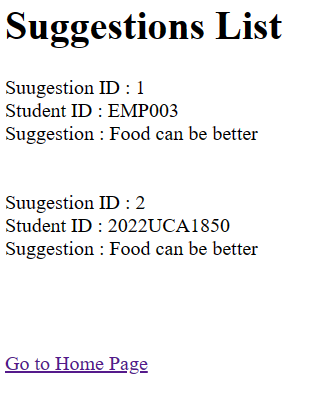 Suggestions List
Suugestion ID : 1
Student ID : EMP003
Suggestion : Food can be better
Suugestion ID : 2
Student ID : 2022UCA1850
Suggestion : Food can be better
Go to Home Page